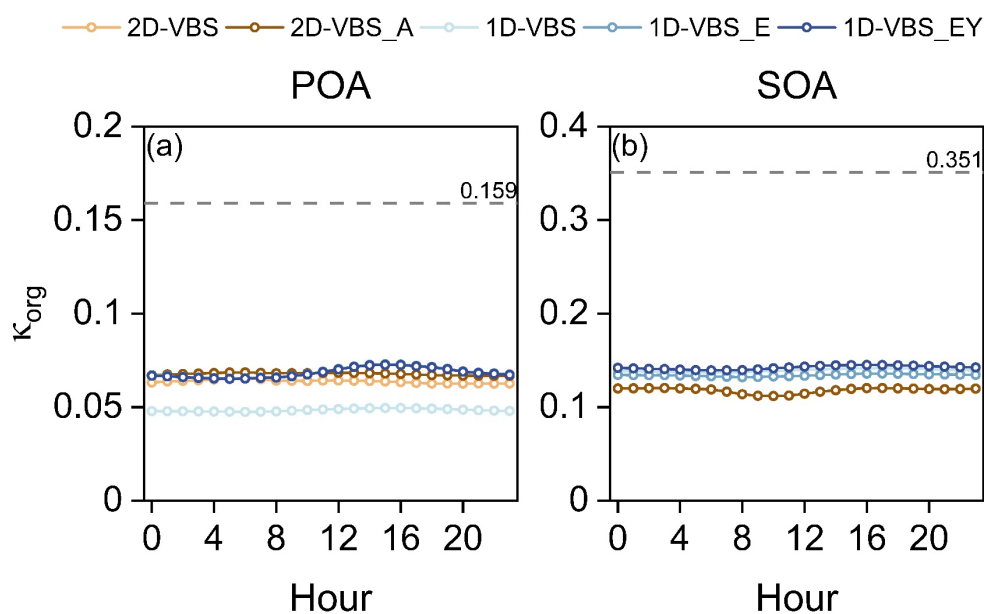 2D-VBS 2D-VBS_A 1D-VBS 1D-VBS_E 1D-VBS_EY
POA SOA
(a) (b)
0.159 0.351
0.2
0.15
0.1
0.05
0
0.4
0.3
0.2
0.1
0
κorg
0 4 8 12 16 20
0 4 8 12 16 20
Hour Hour